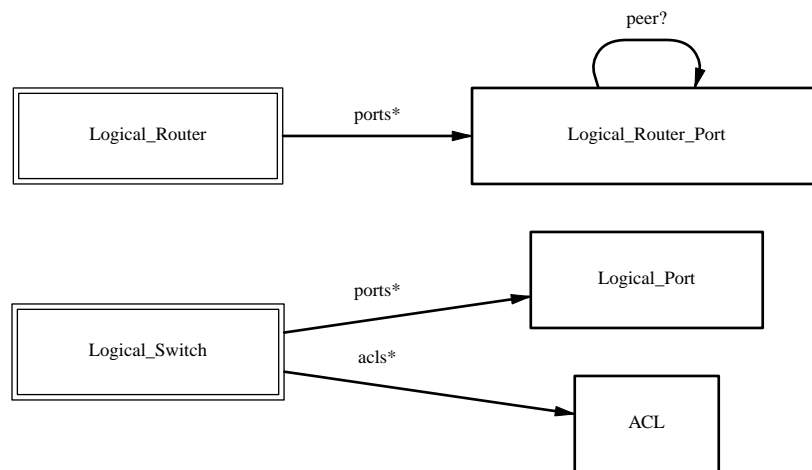 peer?
Logical_Router
ports*
Logical_Router_Port
Logical_Switch
ports*
Logical_Port
acls*
ACL